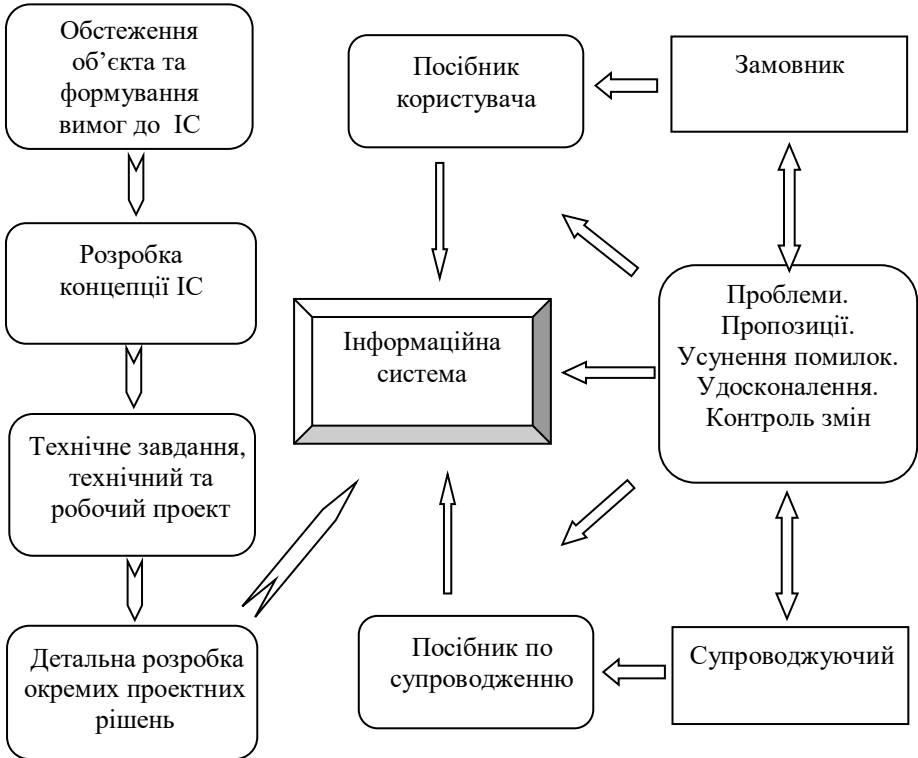 Обстеження
об’єкта та
формування
вимог до ІС
Розробка
концепції ІС
Технічне завдання,
технічний та
робочий проект
Детальна розробка
окремих проектних
рішень
Посібник
користувача
Інформаційна
система
Посібник по
супроводженню
Замовник
Проблеми.
Пропозиції.
Усунення помилок.
Удосконалення.
Контроль змін
Супроводжуючий